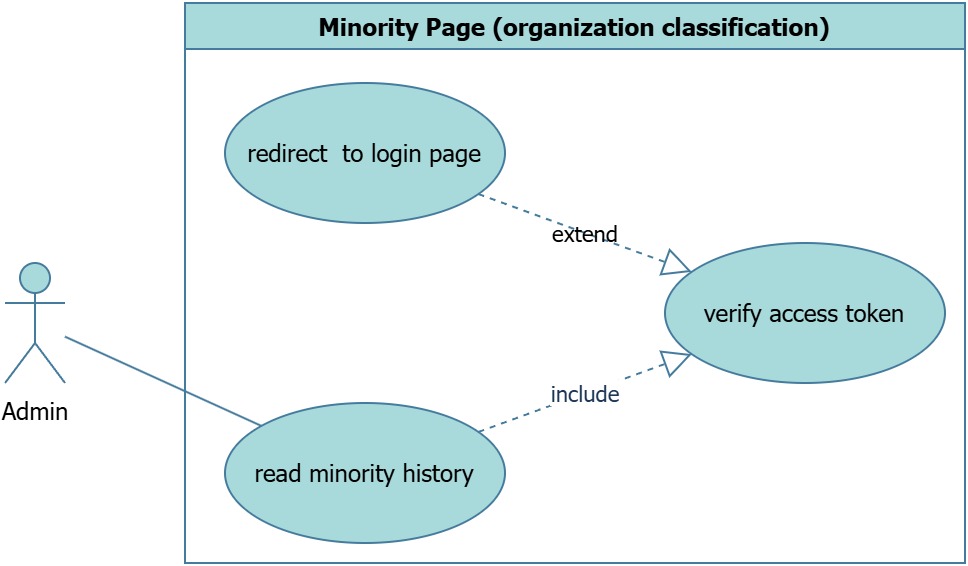 Minority Page (organization classification)
redirect  to login page
extend
verify access token
include
Admin
read minority history